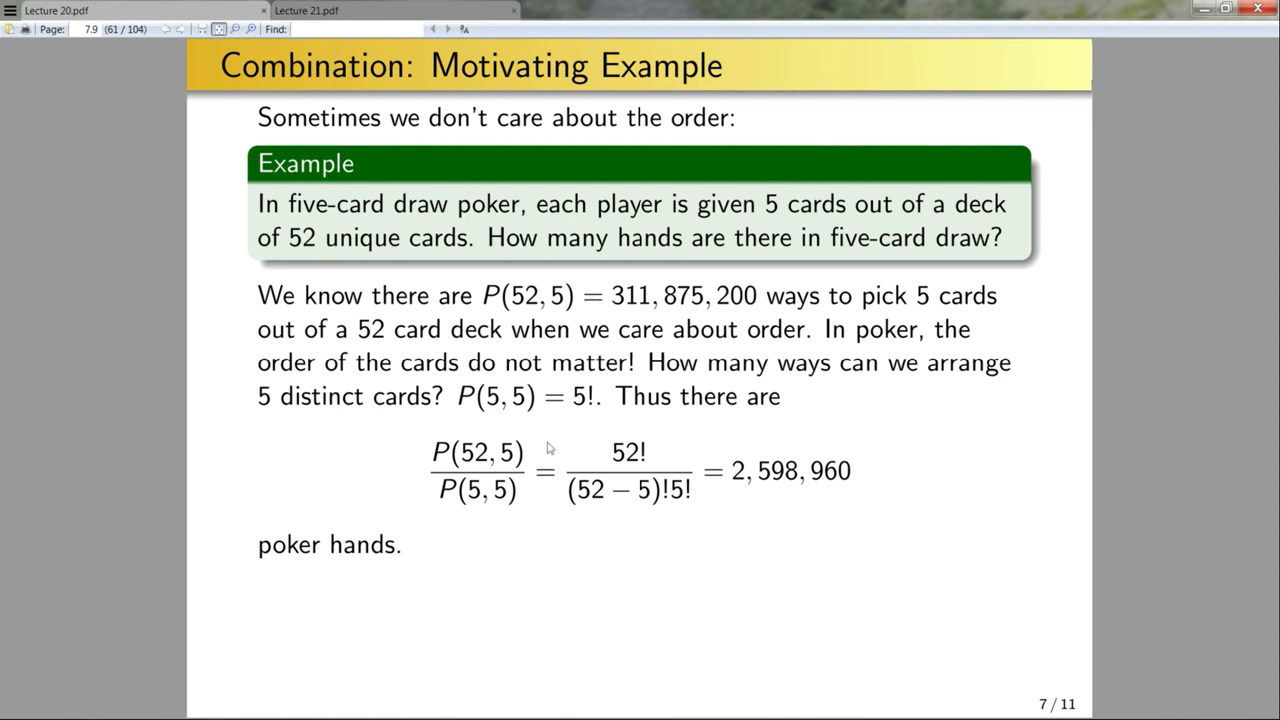 Lecture 20.pdf
Lecture 21.pdf
Page: 7.9 (61 / 104) Find:
Combination: Motivating Example
Sometimes we don't care about the order:
Example
In five-card draw poker, each player is given 5 cards out of a deck
of 52 unique cards. How many hands are there in five-card draw?
We know there are P(52, 5) = 311, 875, 200 ways to pick 5 cards
out of a 52 card deck when we care about order. In poker, the
order of the cards do not matter! How many ways can we arrange
5 distinct cards? P(5, 5) = 5!. Thus there are
P(52, 5) / P(5, 5) = 52! / (52 − 5)!5! = 2, 598, 960
poker hands.
7 / 11